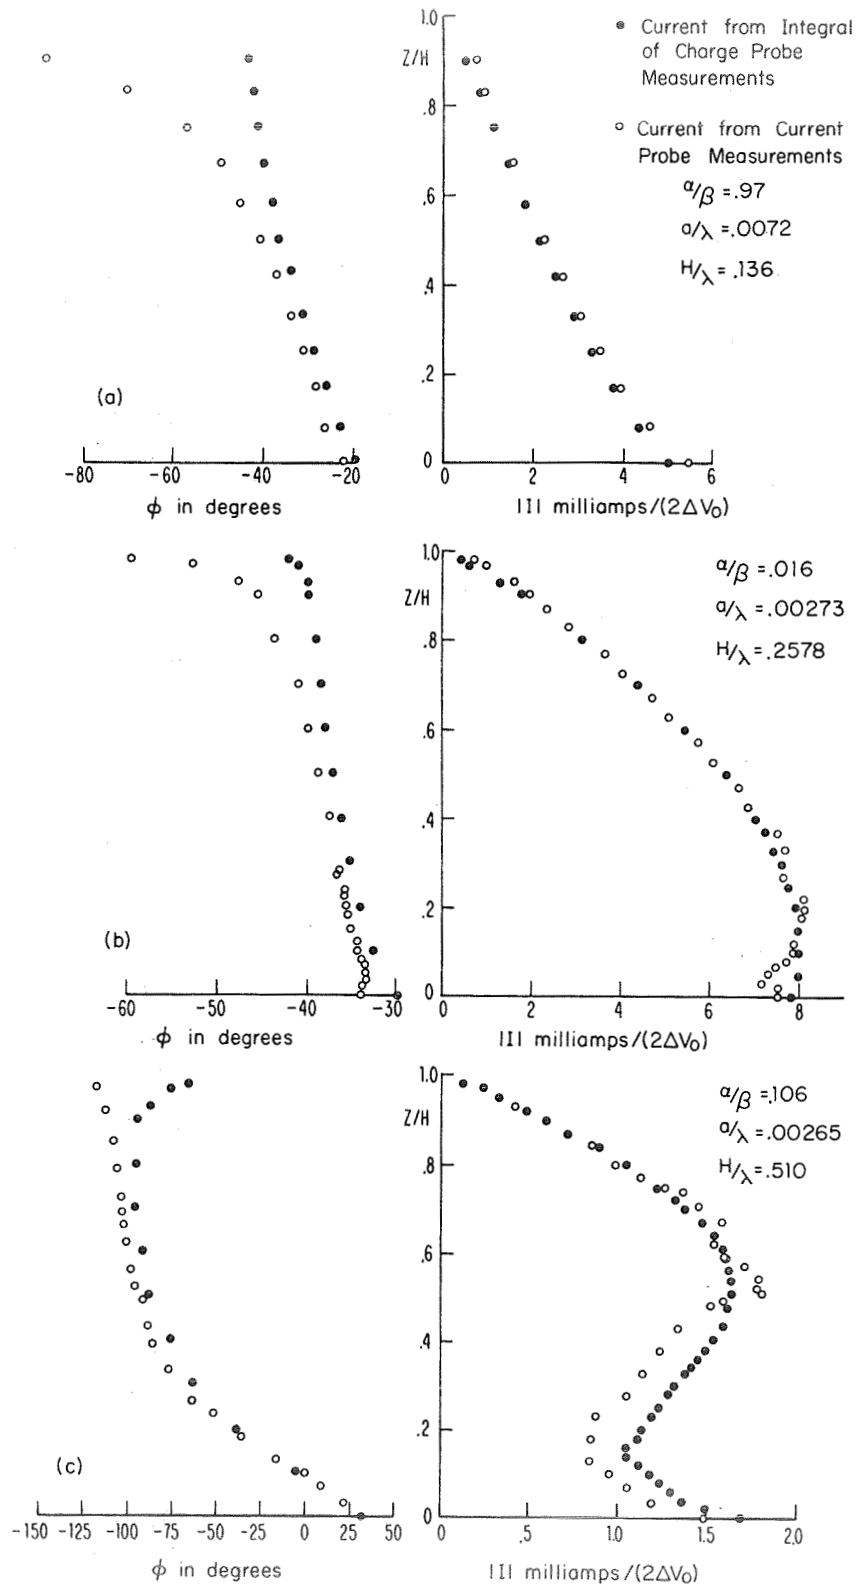 1.0
Z/H
.8
.6
.4
.2
0
● Current from Integral
of Charge Probe
Measurements
○ Current from Current
Probe Measurements
α/β = .97
a/λ = .0072
H/λ = .136
(a)
-80 -60 -40 -20
φ in degrees
0 2 4 6
|I| milliamps/(2ΔV₀)
1.0
Z/H
.8
.6
.4
.2
0
α/β = .016
a/λ = .00273
H/λ = .2578
(b)
-60 -50 -40 -30
φ in degrees
0 2 4 6 8
|I| milliamps/(2ΔV₀)
1.0
Z/H
.8
.6
.4
.2
0
α/β = .106
a/λ = .00265
H/λ = .510
(c)
-150 -125 -100 -75 -50 -25 0 25 50
φ in degrees
0 .5 1.0 1.5 2.0
|I| milliamps/(2ΔV₀)